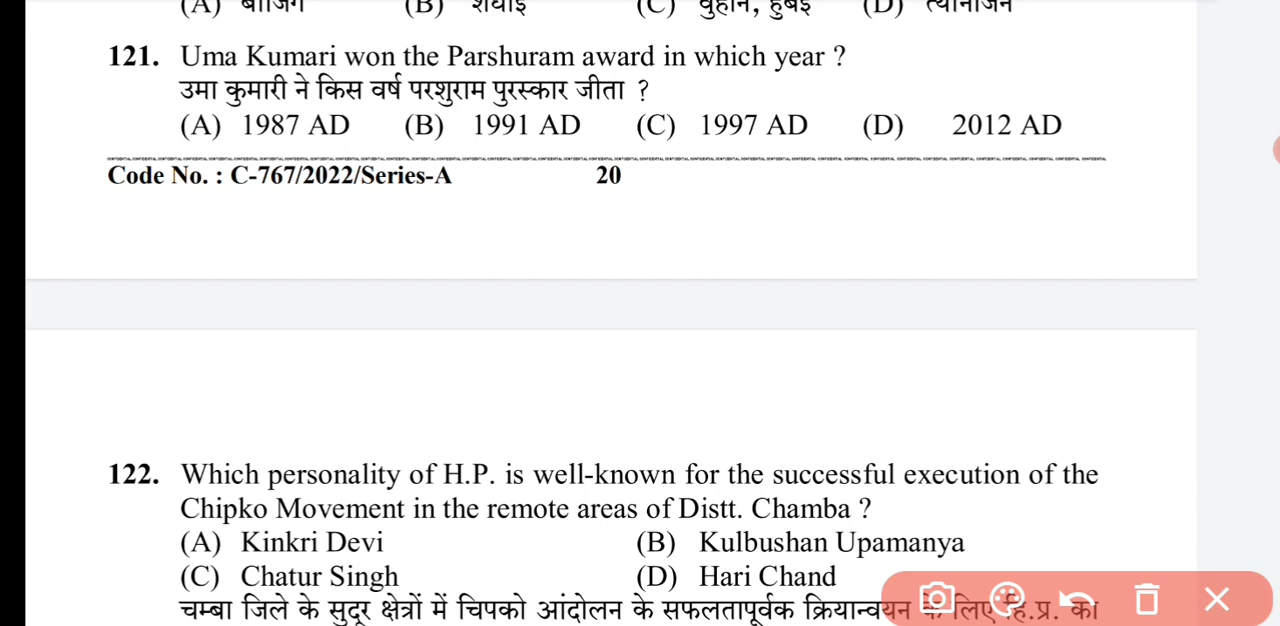 (A) बीजिंग (B) शंघाई (C) वुहान, हुबेई (D) त्यानजिन
121. Uma Kumari won the Parshuram award in which year ?
उमा कुमारी ने किस वर्ष परशुराम पुरस्कार जीता ?
(A) 1987 AD (B) 1991 AD (C) 1997 AD (D) 2012 AD
Code No. : C-767/2022/Series-A 20
122. Which personality of H.P. is well-known for the successful execution of the
Chipko Movement in the remote areas of Distt. Chamba ?
(A) Kinkri Devi (B) Kulbushan Upamanya
(C) Chatur Singh (D) Hari Chand
चम्बा जिले के सुदूर क्षेत्रों में चिपको आंदोलन के सफलतापूर्वक क्रियान्वयन के लिए हि.प्र. का